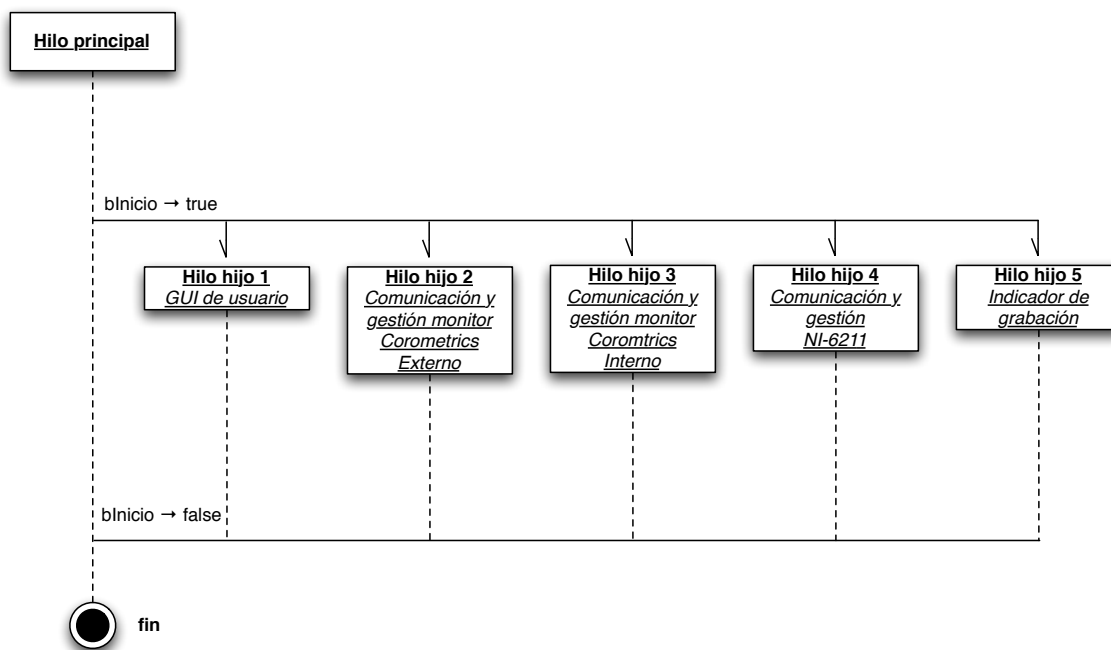 Hilo principal
bInicio → true
Hilo hijo 1
GUI de usuario
Hilo hijo 2
Comunicación y
gestión monitor
Corometrics
Externo
Hilo hijo 3
Comunicación y
gestión monitor
Coromtrics
Interno
Hilo hijo 4
Comunicación y
gestión
NI-6211
Hilo hijo 5
Indicador de
grabación
bInicio → false
fin